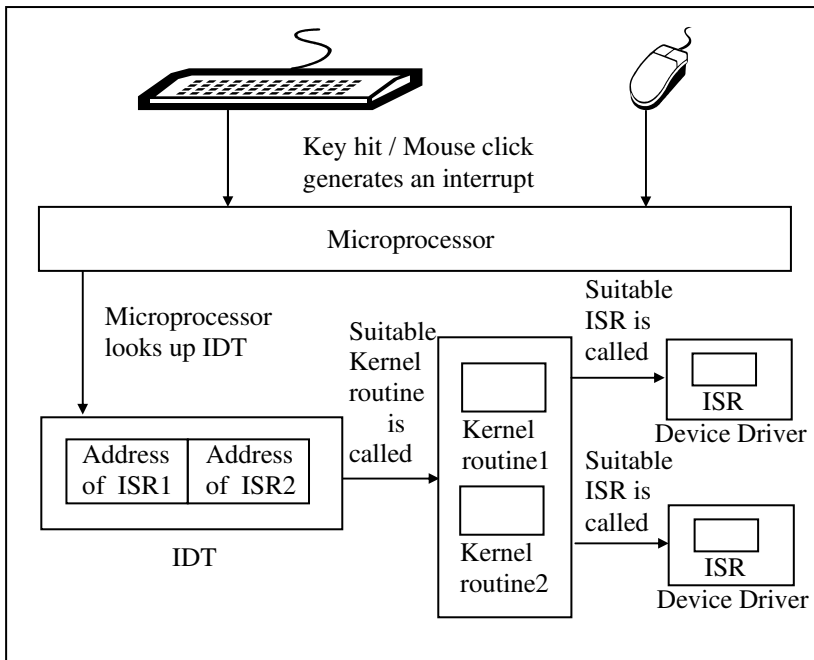 Key hit / Mouse click
generates an interrupt
Microprocessor
Microprocessor
looks up IDT
Suitable
Kernel
routine
is
called
Suitable
ISR is
called
Address
of ISR1
Address
of ISR2
IDT
Kernel
routine1
Kernel
routine2
ISR
Device Driver
Suitable
ISR is
called
ISR
Device Driver